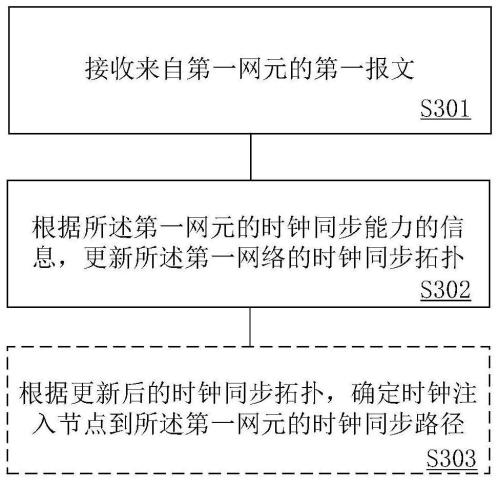 接收来自第一网元的第一报文
S301
根据所述第一网元的时钟同步能力的信
息，更新所述第一网络的时钟同步拓扑
S302
根据更新后的时钟同步拓扑，确定时钟注
入节点到所述第一网元的时钟同步路径
S303